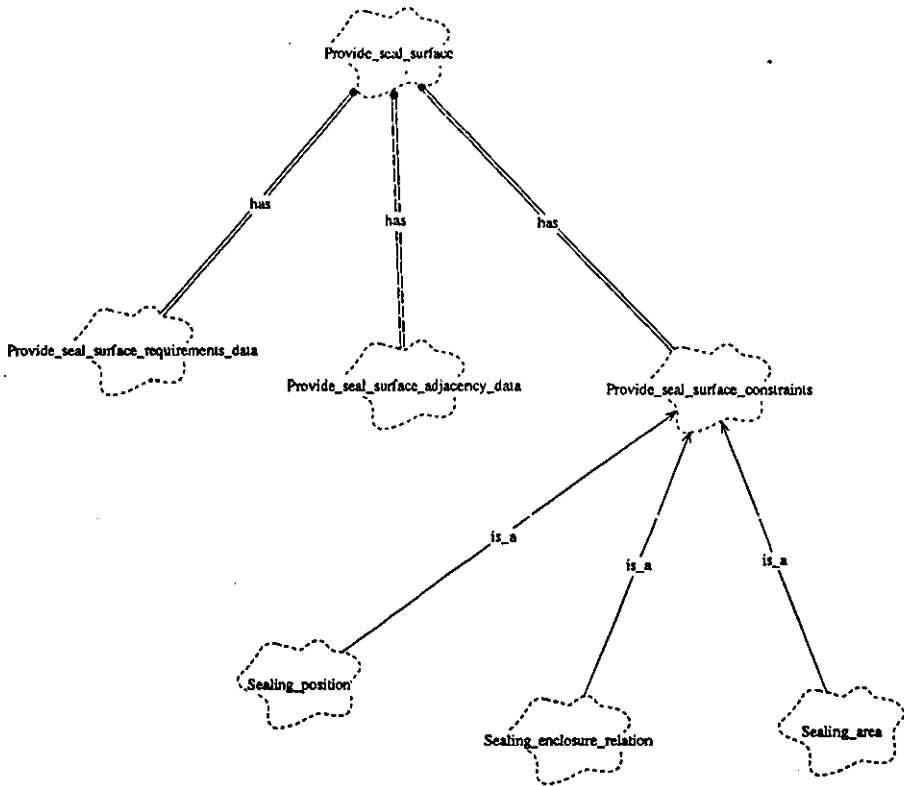 Provide_seal_surface
has
has
has
Provide_seal_surface_requirements_data
Provide_seal_surface_adjacency_data
Provide_seal_surface_constraints
is_a
is_a
is_a
Sealing_position
Sealing_enclosure_relation
Sealing_area